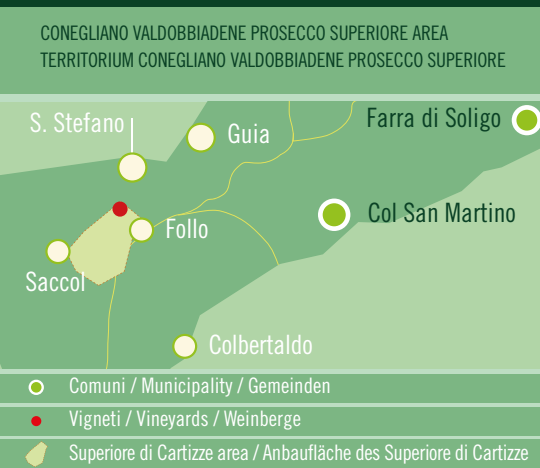 CONEGLIANO VALDOBBIADENE PROSECCO SUPERIORE AREA
TERRITORIUM CONEGLIANO VALDOBBIADENE PROSECCO SUPERIORE
Farra di Soligo
S. Stefano
Guia
Col San Martino
Follo
Saccol
Colbertaldo
Comuni / Municipality / Gemeinden
Vigneti / Vineyards / Weinberge
Superiore di Cartizze area / Anbaufläche des Superiore di Cartizze